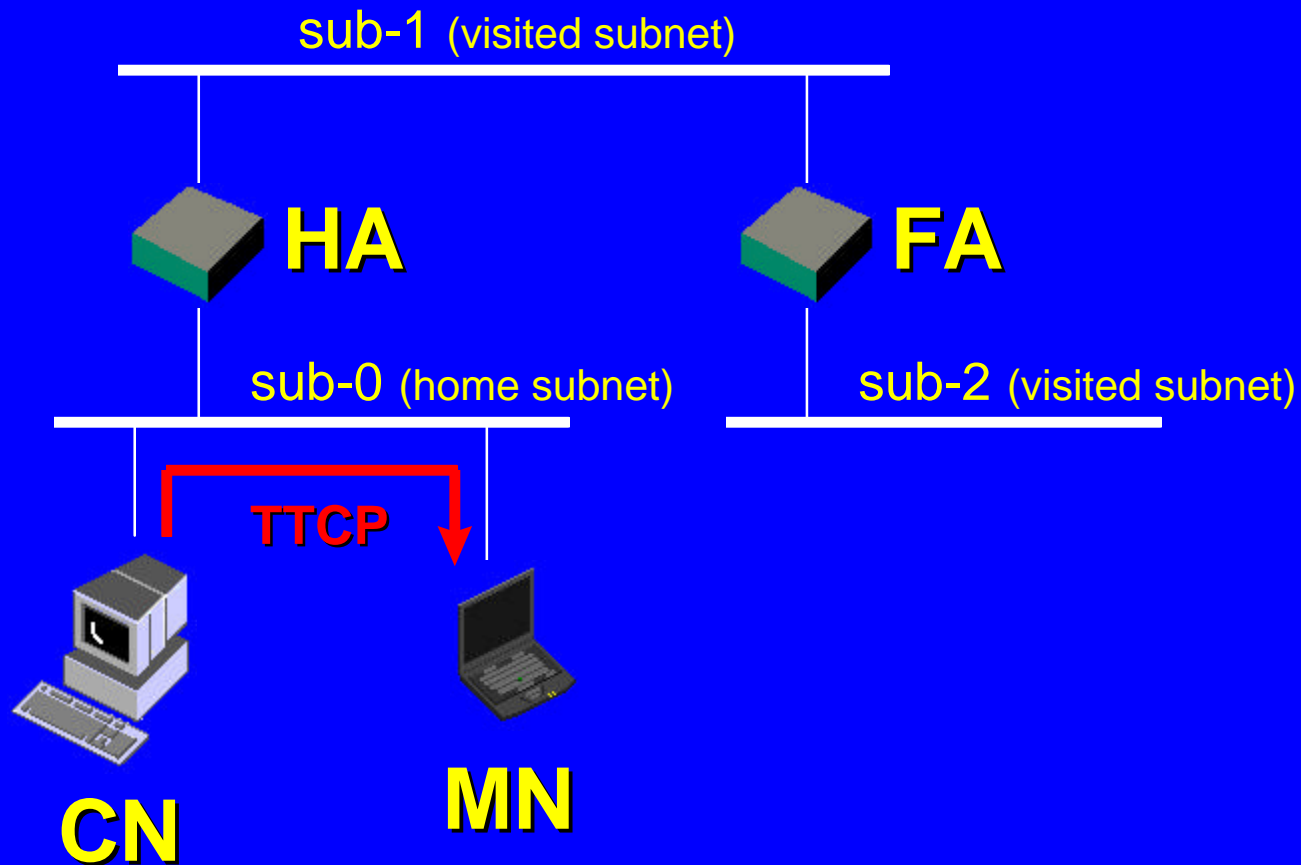 sub-1 (visited subnet)
HA
FA
sub-0 (home subnet)
sub-2 (visited subnet)
TTCP
CN
MN